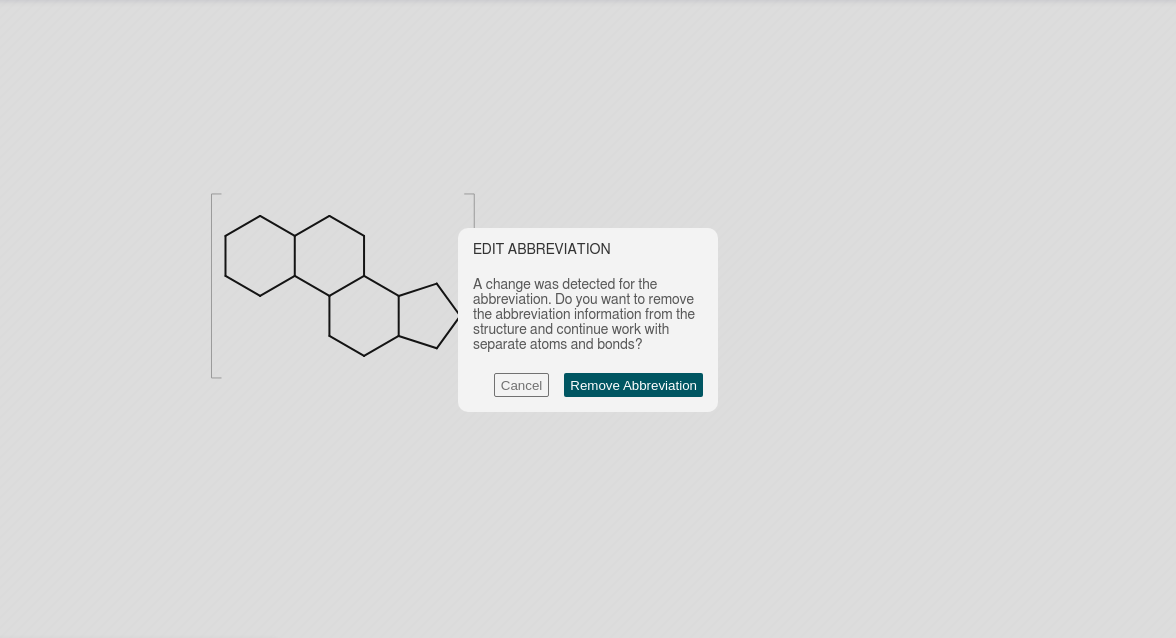 EDIT ABBREVIATION
A change was detected for the
abbreviation. Do you want to remove
the abbreviation information from the
structure and continue work with
separate atoms and bonds?
Cancel
Remove Abbreviation